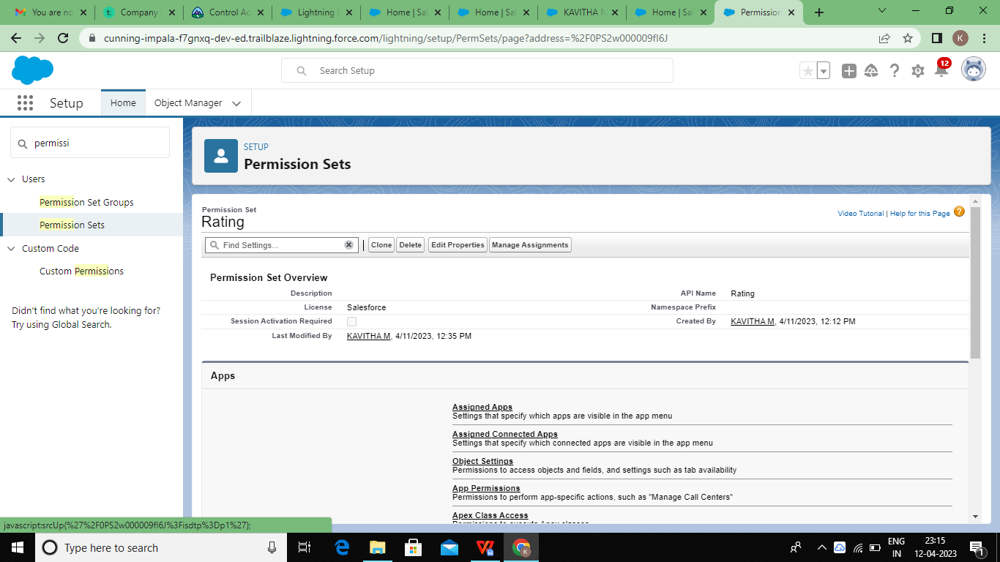 You are no
Company
Control Ac
Lightning
Home | Sal
Home | Sal
KAVITHA M
Home | Sal
Permission
cunning-impala-f7gnxq-dev-ed.trailblaze.lightning.force.com/lightning/setup/PermSets/page?address=%2F0PS2w000009fI6J
K
Search Setup
12
Setup
Home
Object Manager
permissi
Users
Permission Set Groups
Permission Sets
Custom Code
Custom Permissions
Didn't find what you're looking for?
Try using Global Search.
SETUP
Permission Sets
Permission Set
Rating
Video Tutorial | Help for this Page
Find Settings...
Clone
Delete
Edit Properties
Manage Assignments
Permission Set Overview
Description
API Name Rating
License Salesforce
Namespace Prefix
Session Activation Required
Created By KAVITHA M, 4/11/2023, 12:12 PM
Last Modified By KAVITHA M, 4/11/2023, 12:35 PM
Apps
Assigned Apps
Settings that specify which apps are visible in the app menu
Assigned Connected Apps
Settings that specify which connected apps are visible in the app menu
Object Settings
Permissions to access objects and fields, and settings such as tab availability
App Permissions
Permissions to perform app-specific actions, such as "Manage Call Centers"
Apex Class Access
Permissions to execute Apex classes
javascript:srcUp(%27%2F0PS2w000009fI6J%3Fisdtp%3Dp1%27);
Type here to search
K
ENG
IN
23:15
12-04-2023
1